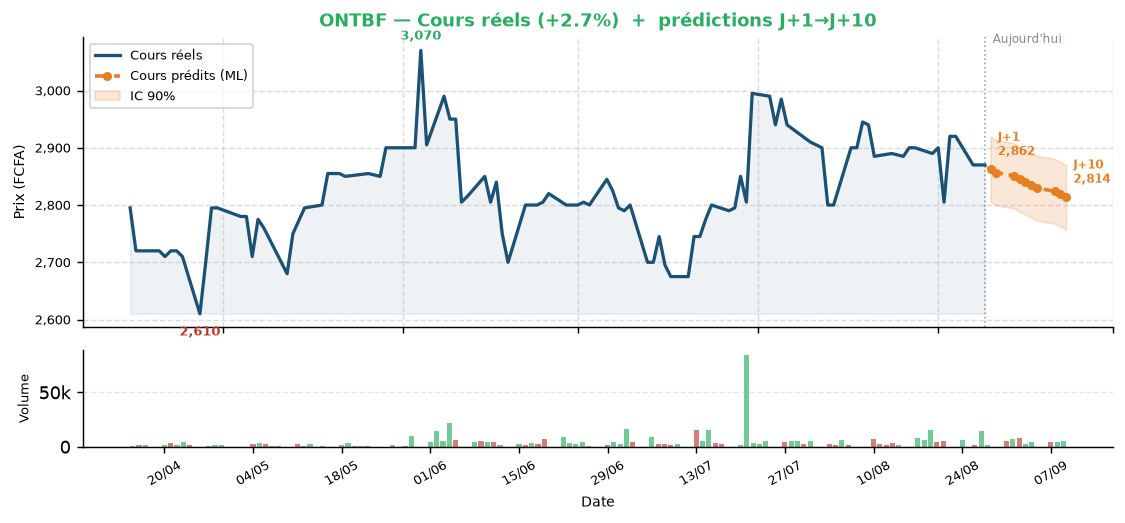 ONTBF — Cours réels (+2.7%) + prédictions J+1→J+10
3,070
Aujourd'hui
Cours réels
Cours prédits (ML)
IC 90%
Prix (FCFA)
3,000
2,900
2,800
2,700
2,600
J+1
2,862
J+10
2,814
2,610
Volume
50k
0
20/04
04/05
18/05
01/06
15/06
29/06
13/07
27/07
10/08
24/08
07/09
Date